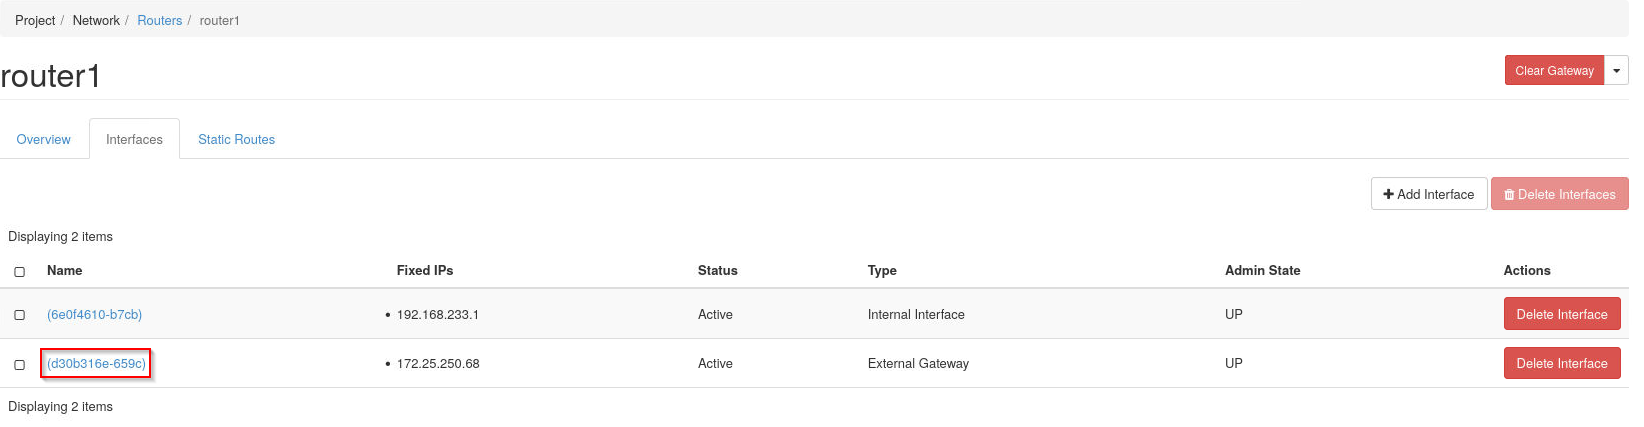 Project / Network / Routers / router1
router1
Clear Gateway
Overview Interfaces Static Routes
Add Interface Delete Interfaces
Displaying 2 items
Name Fixed IPs Status Type Admin State Actions
(6e0f4610-b7cb) • 192.168.233.1 Active Internal Interface UP Delete Interface
(d30b316e-659c) • 172.25.250.68 Active External Gateway UP Delete Interface
Displaying 2 items